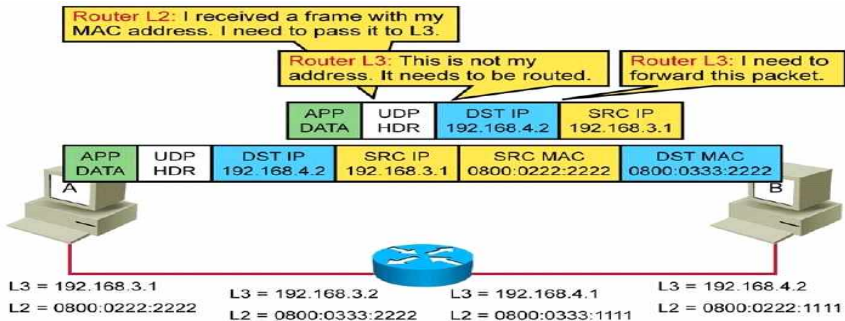 Router L2: I received a frame with my
MAC address. I need to pass it to L3.
Router L3: This is not my
address. It needs to be routed.
Router L3: I need to
forward this packet.
APP
DATA
UDP
HDR
DST IP
192.168.4.2
SRC IP
192.168.3.1
APP
DATA
UDP
HDR
DST IP
192.168.4.2
SRC IP
192.168.3.1
SRC MAC
0800:0222:2222
DST MAC
0800:0333:2222
A
B
L3 = 192.168.3.1
L2 = 0800:0222:2222
L3 = 192.168.3.2
L2 = 0800:0333:2222
L3 = 192.168.4.1
L2 = 0800:0333:1111
L3 = 192.168.4.2
L2 = 0800:0222:1111